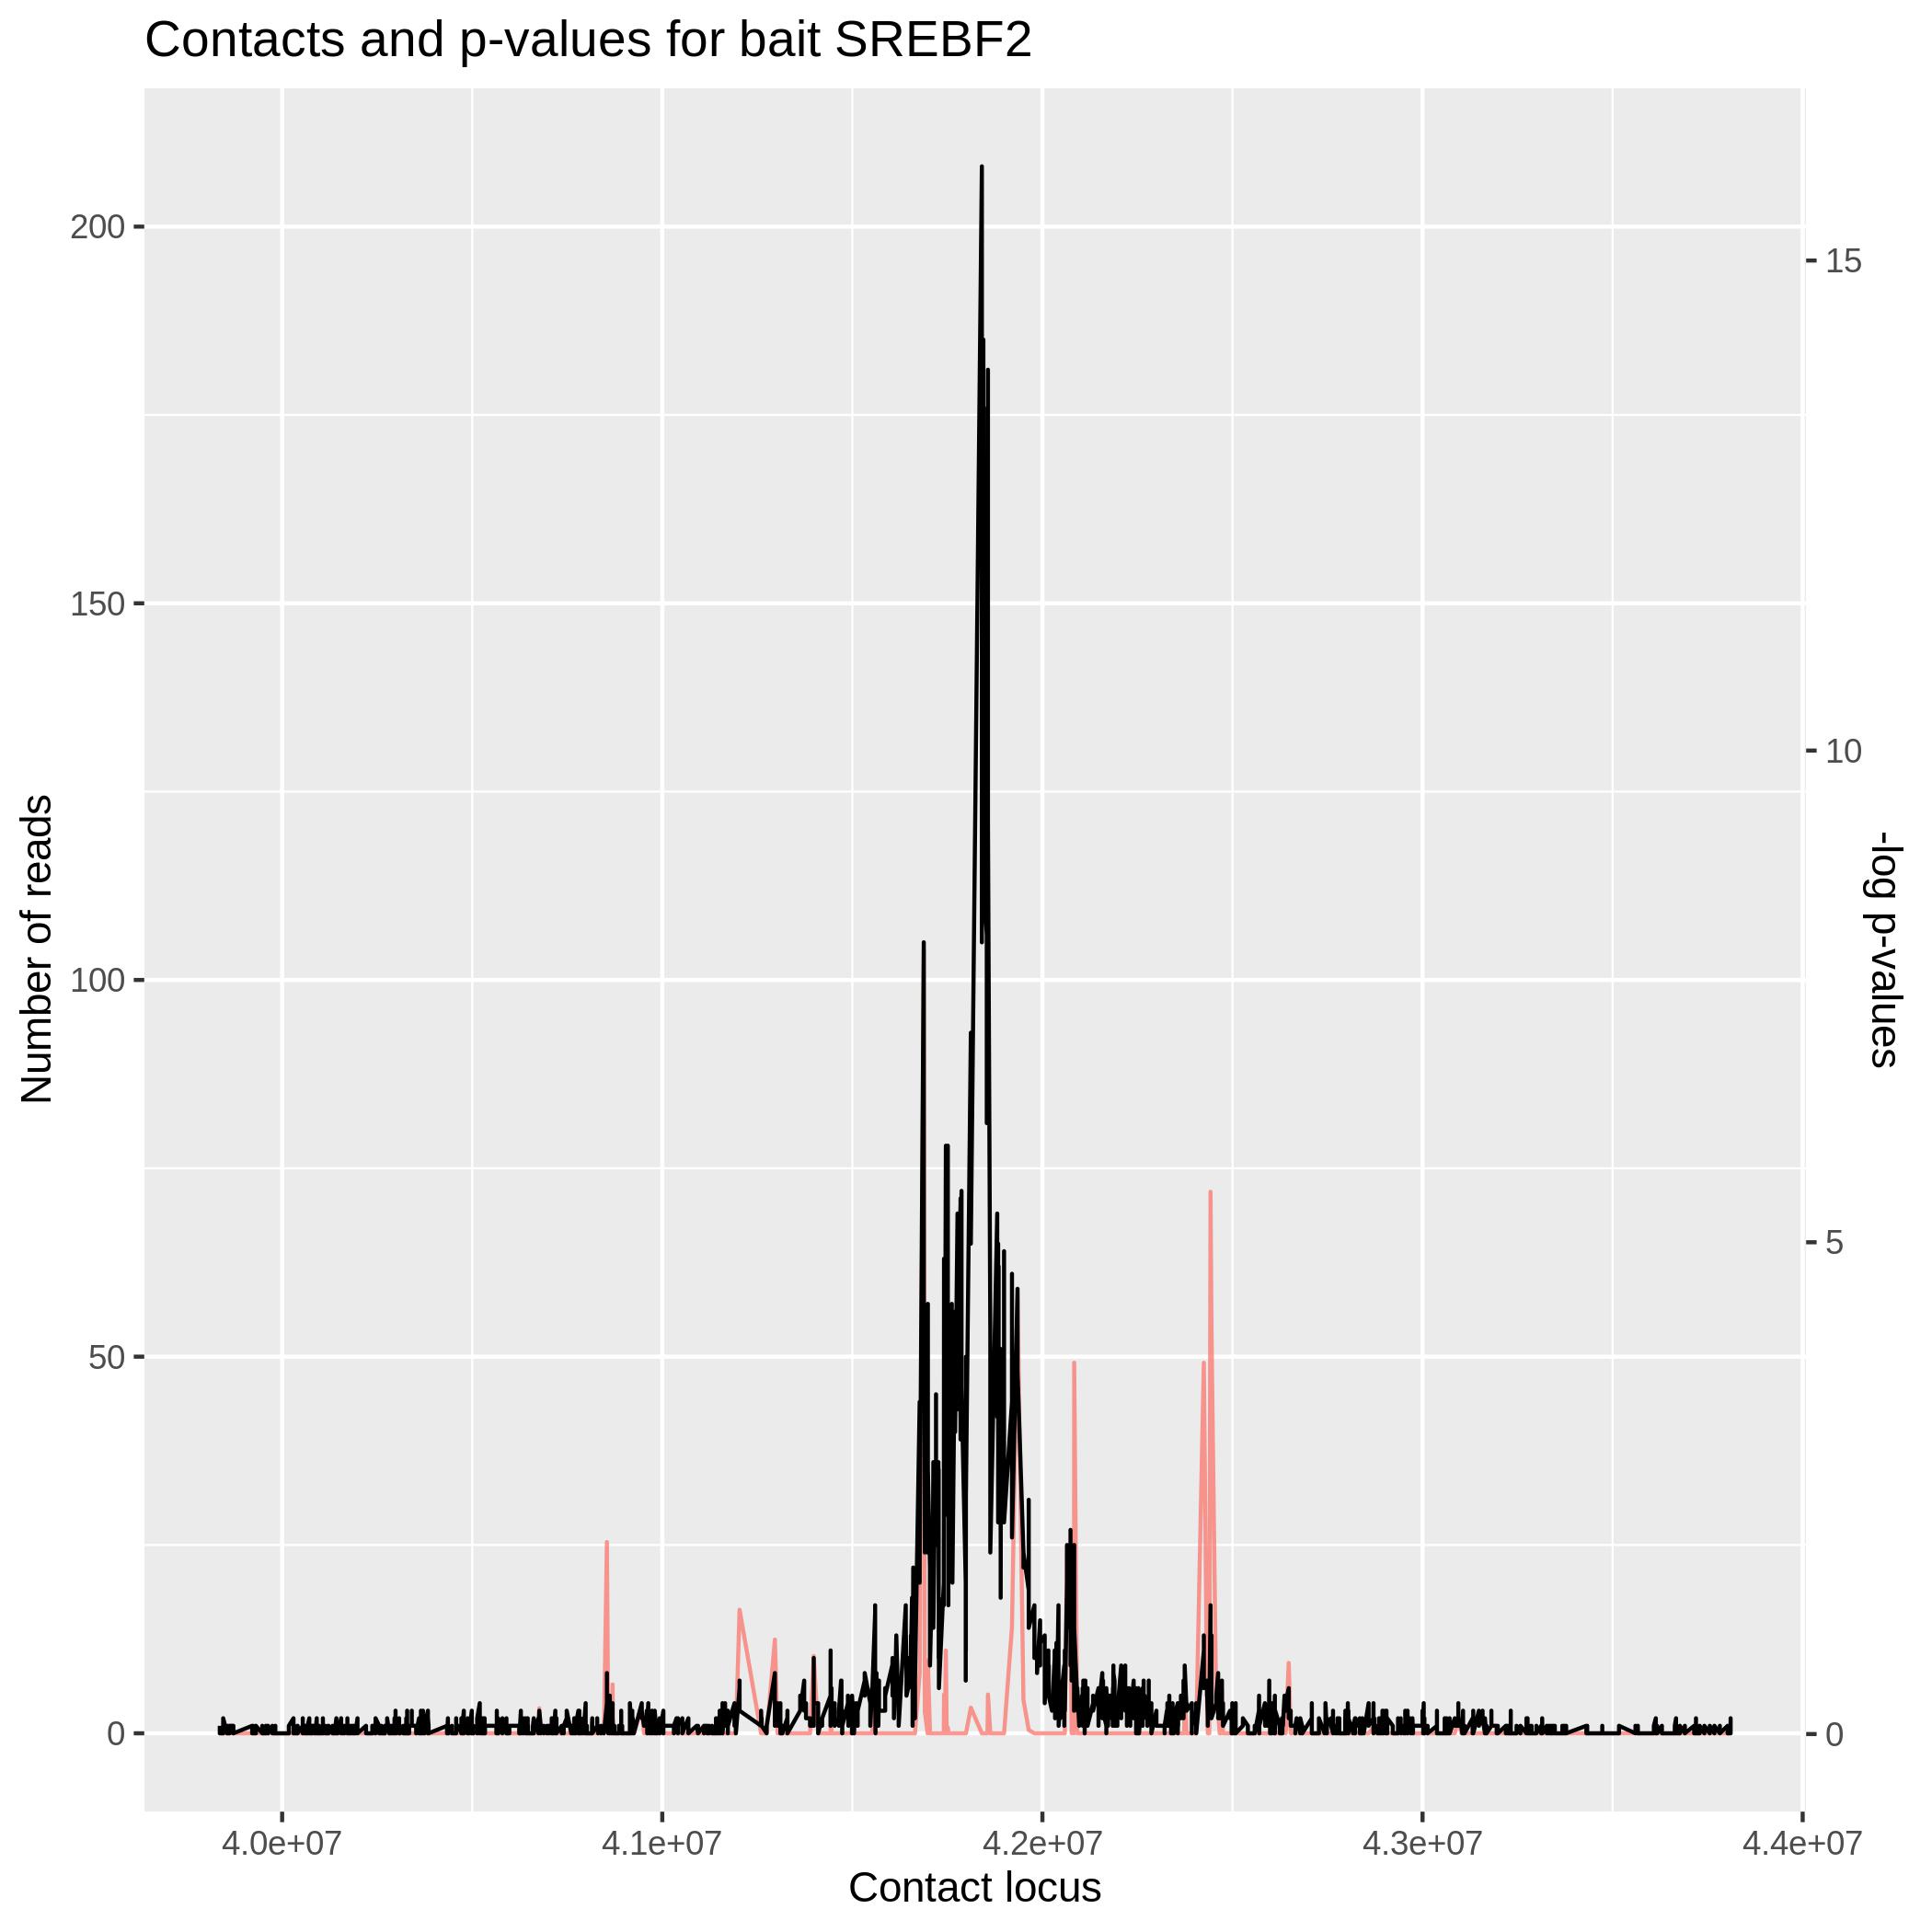 Contacts and p-values for bait SREBF2
200
150
100
50
0
Number of reads
15
10
5
0
-log p-values
4.0e+07
4.1e+07
4.2e+07
4.3e+07
4.4e+07
Contact locus